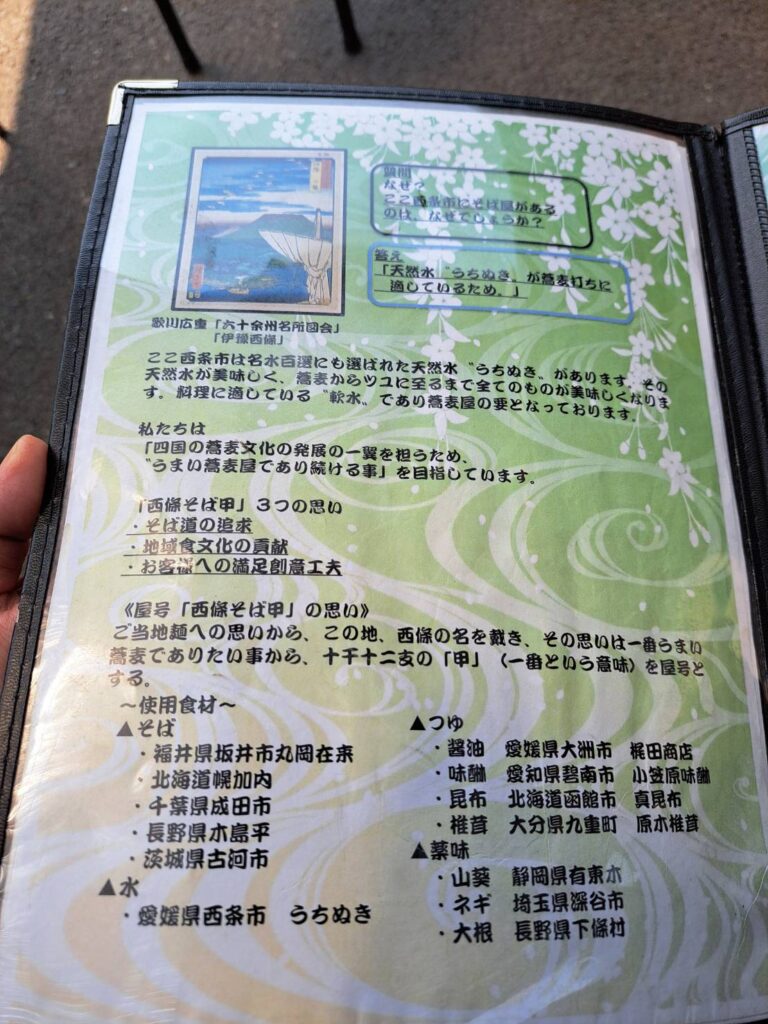 質問
なぜ？
ここ西条市にそば屋がある
のは、なぜでしょうか？
答え
「天然水〝うちぬき〟が蕎麦打ちに
適しているため。」
歌川広重「六十余州名所図会」
「伊豫西條」
ここ西条市は名水百選にも選ばれた天然水〝うちぬき〟があります。その
天然水が美味しく、蕎麦からツユに至るまで全てのものが美味しくなりま
す。料理に適している〝軟水〟であり蕎麦屋の要となっております。
私たちは
「四国の蕎麦文化の発展の一翼を担うため、
〝うまい蕎麦屋であり続ける事」を目指しています。
「西條そば甲」３つの思い
・そば道の追求
・地域食文化の貢献
・お客様への満足創意工夫
《屋号「西條そば甲」の思い》
ご当地麺への思いから、この地、西條の名を裁き、その思いは一番うまい
蕎麦でありたい事から、十干十二支の「甲」（一番という意味）を屋号と
する。
～使用食材～
▲そば
・福井県坂井市丸岡在来
・北海道幌加内
・千葉県成田市
・長野県木島平
・茨城県古河市
▲水
・愛媛県西条市　うちぬき
▲つゆ
・醤油　愛媛県大洲市　梶田商店
・味醂　愛知県碧南市　小笠原味醂
・昆布　北海道函館市　真昆布
・椎茸　大分県九重町　原木椎茸
▲薬味
・山葵　静岡県有東木
・ネギ　埼玉県深谷市
・大根　長野県下條村